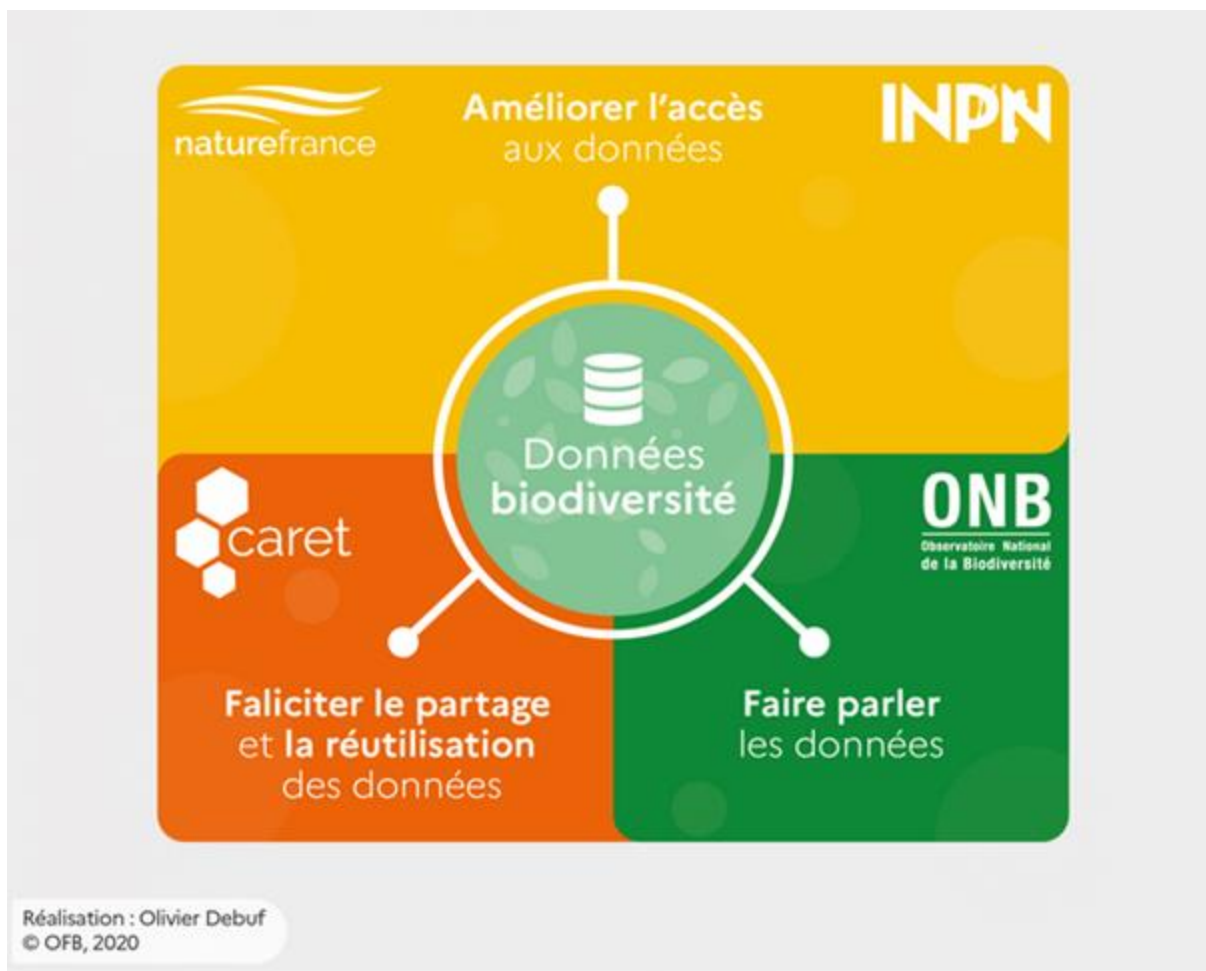 naturefrance
Améliorer l'accès
aux données
INPN
Données
biodiversité
caret
ONB
Observatoire National
de la Biodiversité
Faliciter le partage
et la réutilisation
des données
Faire parler
les données
Réalisation : Olivier Debuf
© OFB, 2020